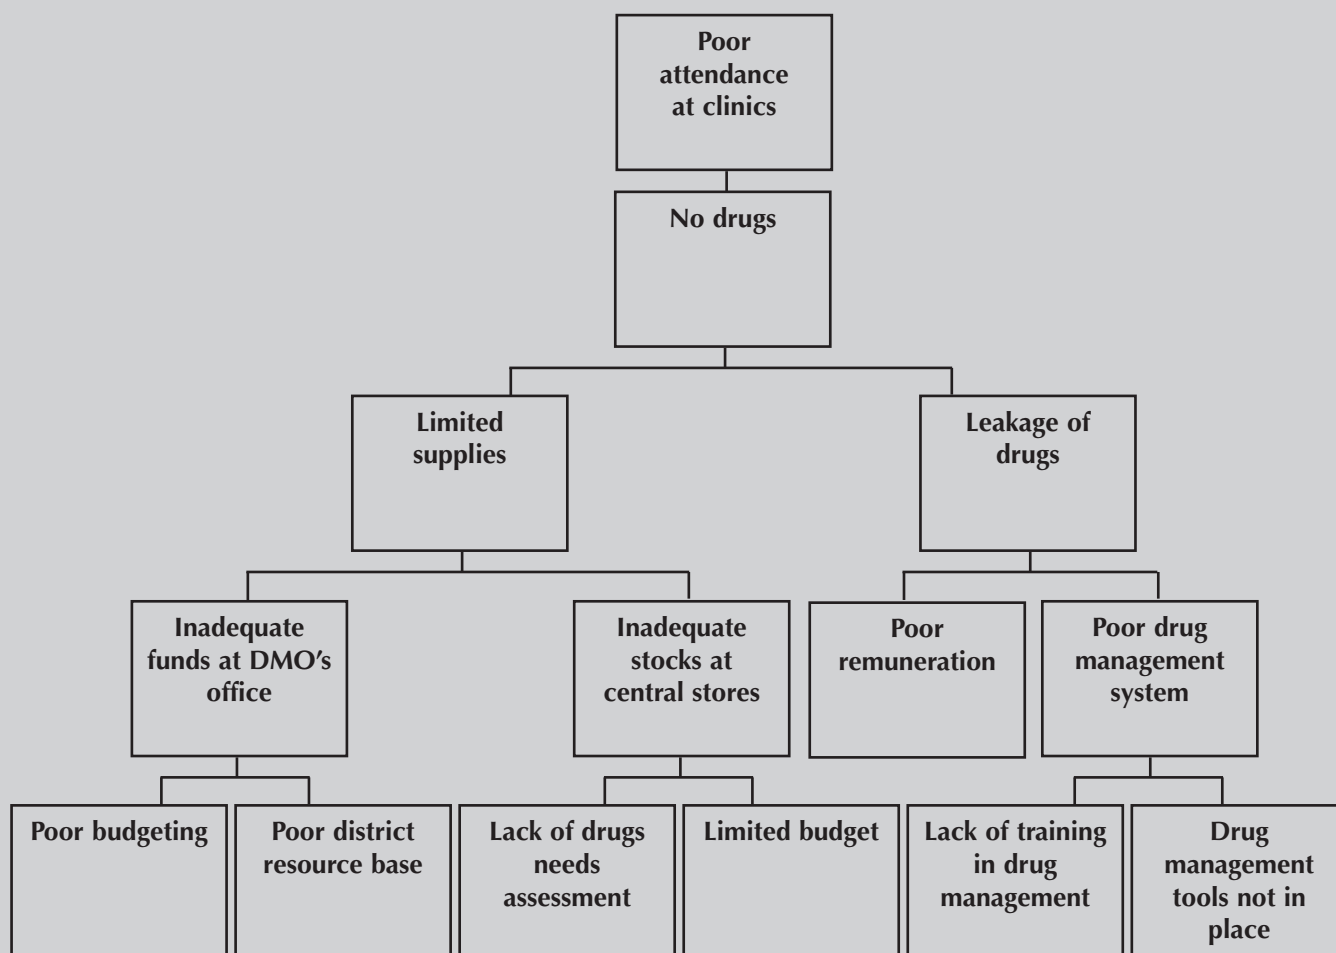 Poor
attendance
at clinics
No drugs
Limited
supplies
Leakage of
drugs
Inadequate
funds at DMO's
office
Inadequate
stocks at
central stores
Poor
remuneration
Poor drug
management
system
Poor budgeting
Poor district
resource base
Lack of drugs
needs
assessment
Limited budget
Lack of training
in drug
management
Drug
management
tools not in
place